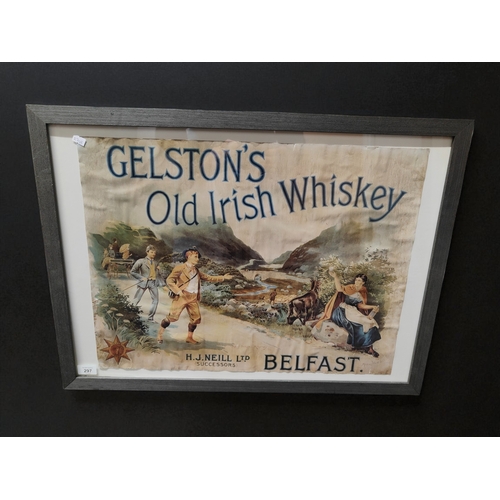 GELSTON'S
Old Irish Whiskey
H.J. NEILL LTD
SUCCESSORS
BELFAST.